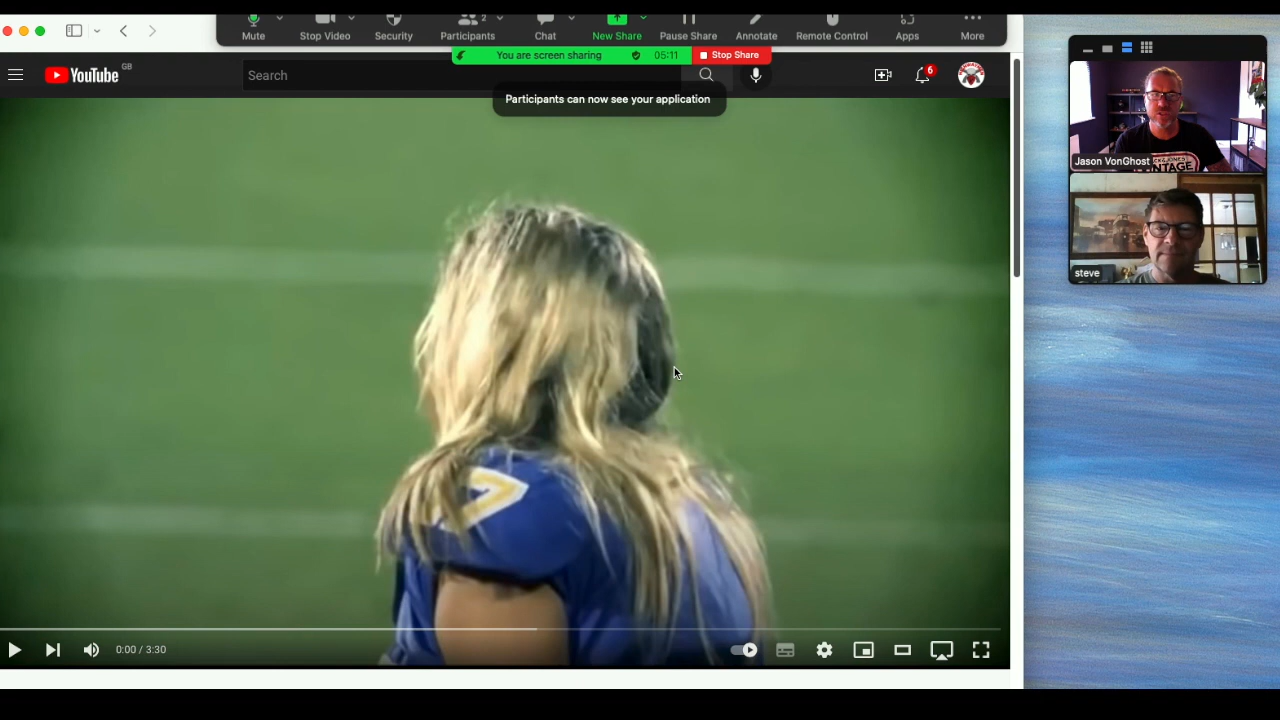 2
Mute
Stop Video
Security
Participants
Chat
New Share
Pause Share
Annotate
Remote Control
Apps
More
You are screen sharing
05:11
Stop Share
YouTube GB
Search
6
Participants can now see your application
Jason VonGhost
steve
7
0:00 / 3:30